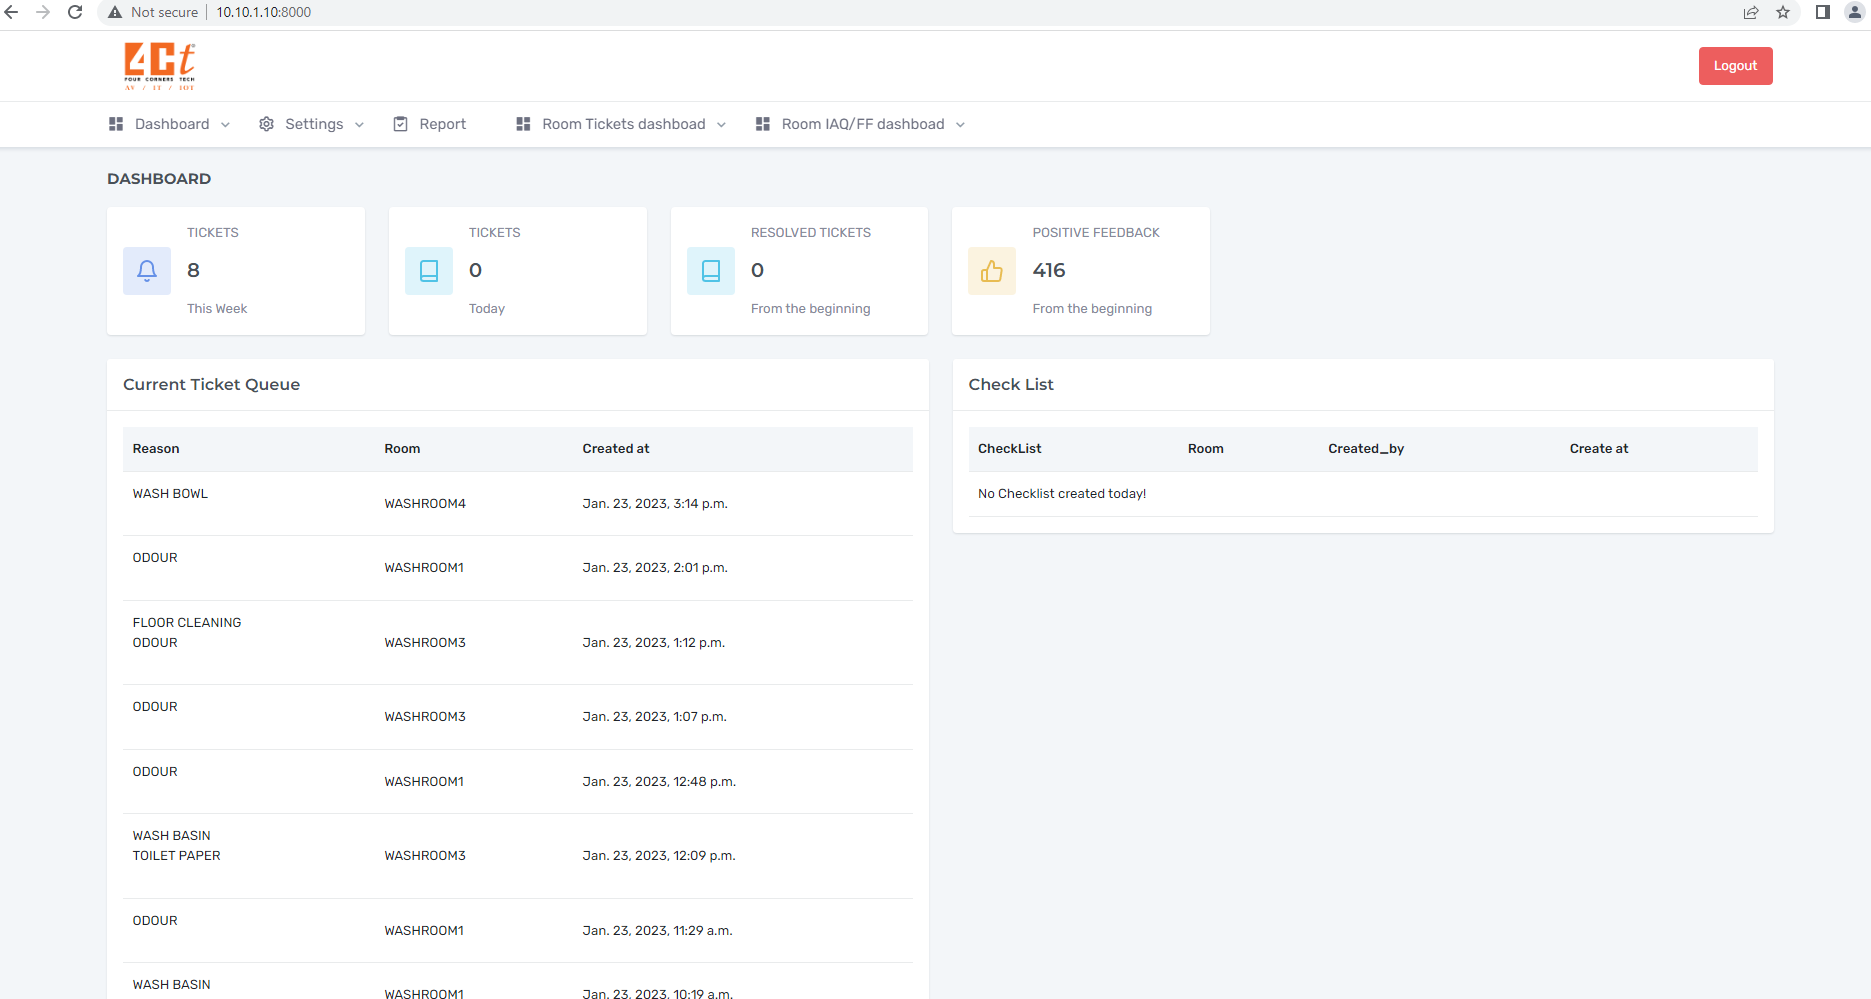 Not secure | 10.10.1.10:8000
4Ct
FOUR CORNERS TECH
AV / IT / IOT
Logout
Dashboard Settings Report Room Tickets dashboad Room IAQ/FF dashboad
DASHBOARD
TICKETS
8
This Week
TICKETS
0
Today
RESOLVED TICKETS
0
From the beginning
POSITIVE FEEDBACK
416
From the beginning
Current Ticket Queue
Reason Room Created at
WASH BOWL WASHROOM4 Jan. 23, 2023, 3:14 p.m.
ODOUR WASHROOM1 Jan. 23, 2023, 2:01 p.m.
FLOOR CLEANING
ODOUR WASHROOM3 Jan. 23, 2023, 1:12 p.m.
ODOUR WASHROOM3 Jan. 23, 2023, 1:07 p.m.
ODOUR WASHROOM1 Jan. 23, 2023, 12:48 p.m.
WASH BASIN
TOILET PAPER WASHROOM3 Jan. 23, 2023, 12:09 p.m.
ODOUR WASHROOM1 Jan. 23, 2023, 11:29 a.m.
WASH BASIN WASHROOM1 Jan. 23, 2023, 10:19 a.m.
Check List
CheckList Room Created_by Create at
No Checklist created today!